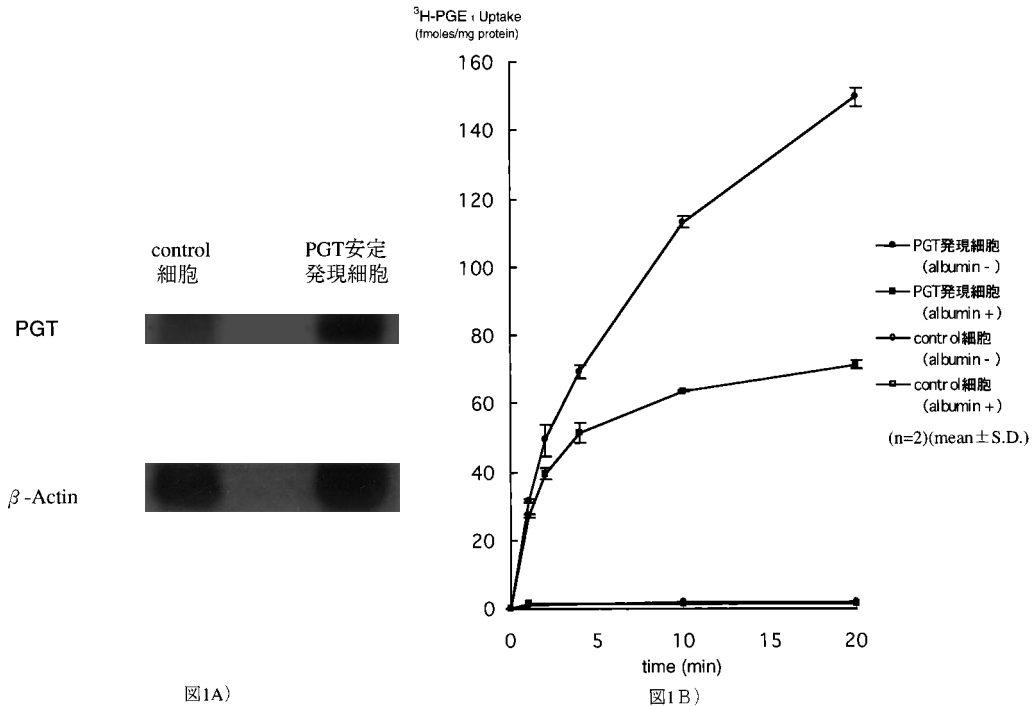 control
細胞
PGT安定
発現細胞
PGT
β-Actin
図1A)
³H-PGE₁ Uptake
(fmoles/mg protein)
160
140
120
100
80
60
40
20
0
0
5
10
15
20
time (min)
図1B)
PGT発現細胞
(albumin -)
PGT発現細胞
(albumin +)
control細胞
(albumin -)
control細胞
(albumin +)
(n=2)(mean±S.D.)